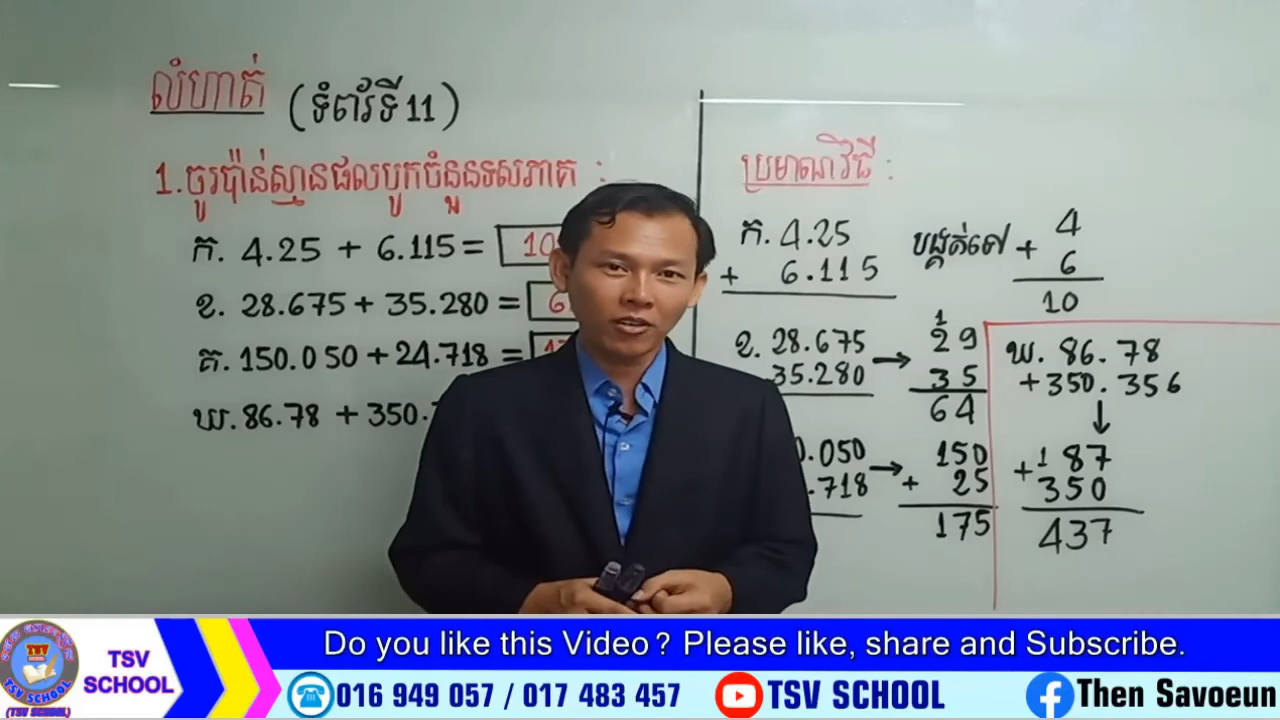 លំហាត់ (ទំព័រទី 11)
1. ចូរប៉ាន់ស្មានផលបូកចំនួនទសភាគ :
ក. 4.25 + 6.115 = 10
ខ. 28.675 + 35.280 = 6
គ. 150.050 + 24.718 = 17
ឃ. 86.78 + 350.
ប្រមាណវិធី :
ក. 4.25
+ 6.115
បង្គត់ទៅ
4
+ 6
10
ខ. 28.675
35.280
→
1
29
35
64
.050
.718
→
150
+ 25
175
ឃ. 86.78
+350.356
↓
1 87
+ 350
437
TSV SCHOOL
(TSV SCHOOL)
TSV
SCHOOL
Do you like this Video? Please like, share and Subscribe.
016 949 057 / 017 483 457
TSV SCHOOL
Then Savoeun